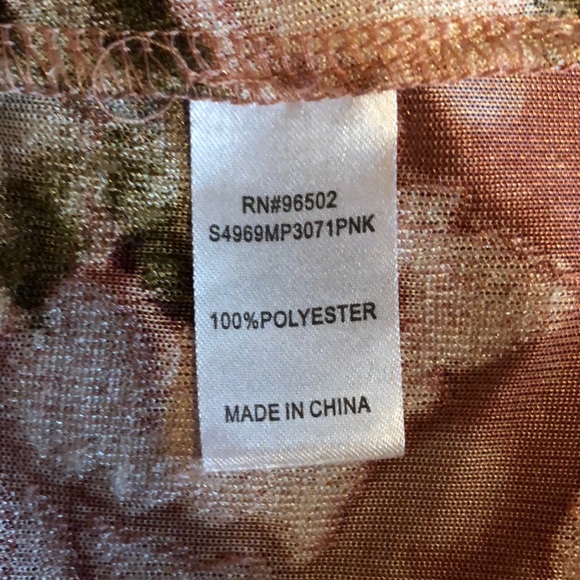 RN#96502
S4969MP3071PNK
100%POLYESTER
MADE IN CHINA